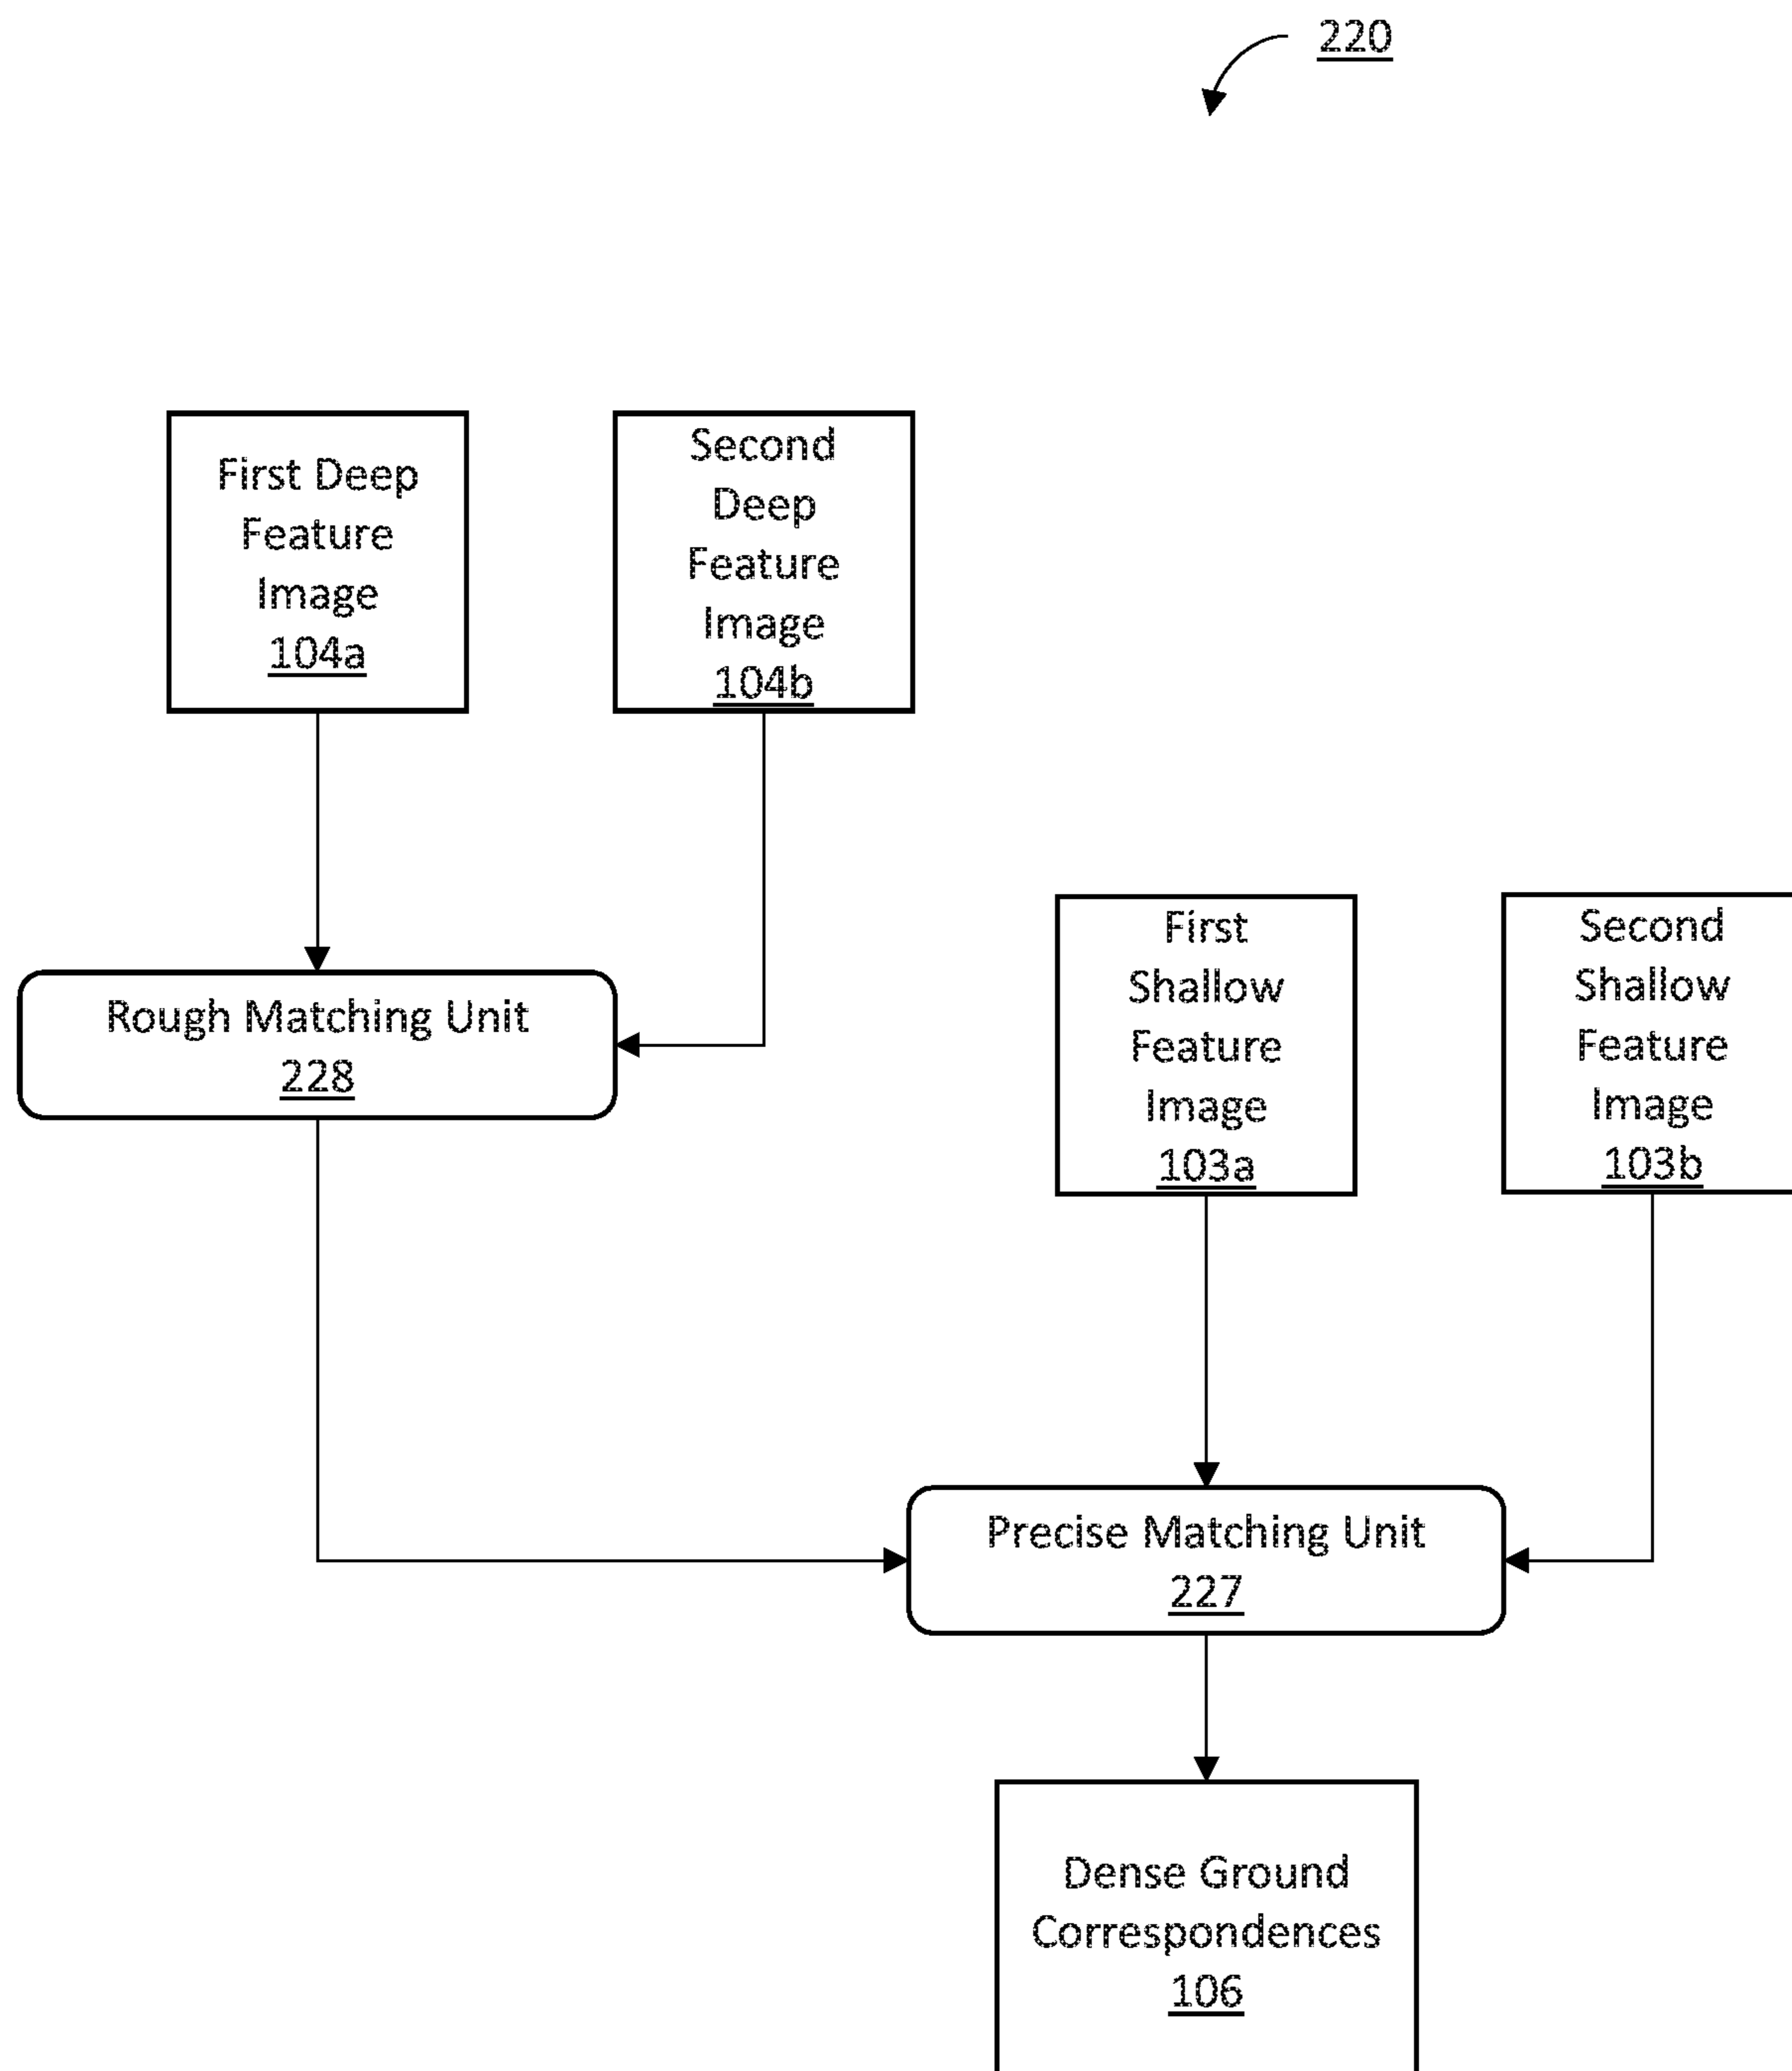 220
First Deep
Feature
Image
104a
Second
Deep
Feature
Image
104b
Rough Matching Unit
228
First
Shallow
Feature
Image
103a
Second
Shallow
Feature
Image
103b
Precise Matching Unit
227
Dense Ground
Correspondences
106